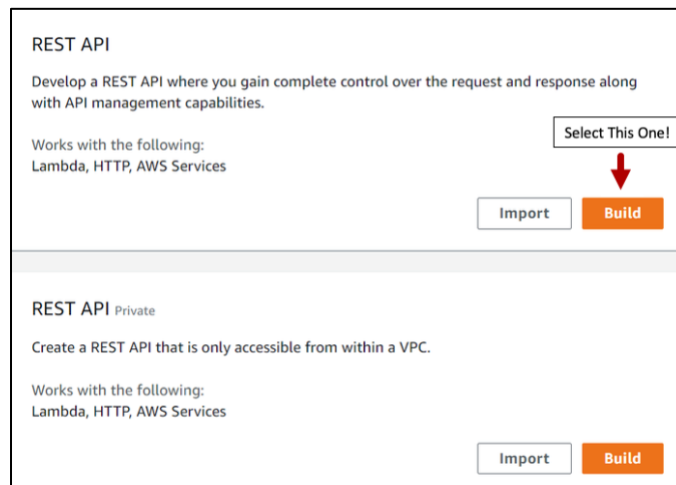 REST API
Develop a REST API where you gain complete control over the request and response along
with API management capabilities.
Select This One!
Works with the following:
Lambda, HTTP, AWS Services
Import
Build
REST API Private
Create a REST API that is only accessible from within a VPC.
Works with the following:
Lambda, HTTP, AWS Services
Import
Build